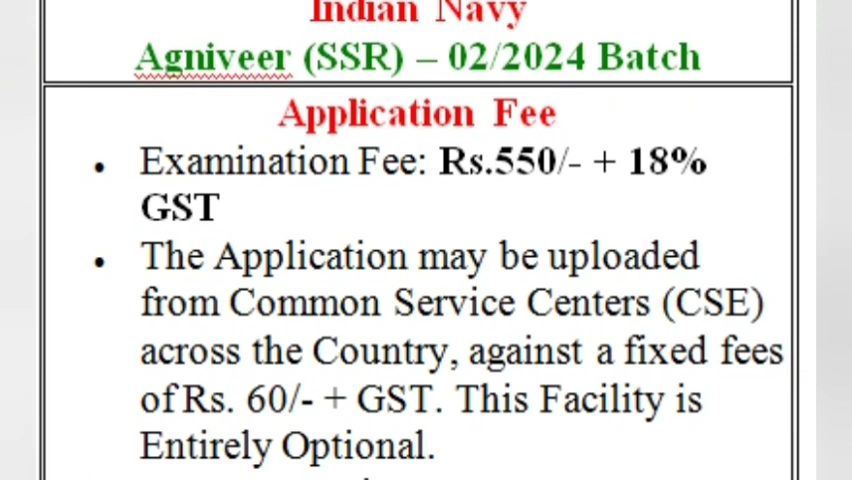 Indian Navy
Agniveer (SSR) – 02/2024 Batch
Application Fee
• Examination Fee: Rs.550/- + 18%
GST
• The Application may be uploaded
from Common Service Centers (CSE)
across the Country, against a fixed fees
of Rs. 60/- + GST. This Facility is
Entirely Optional.